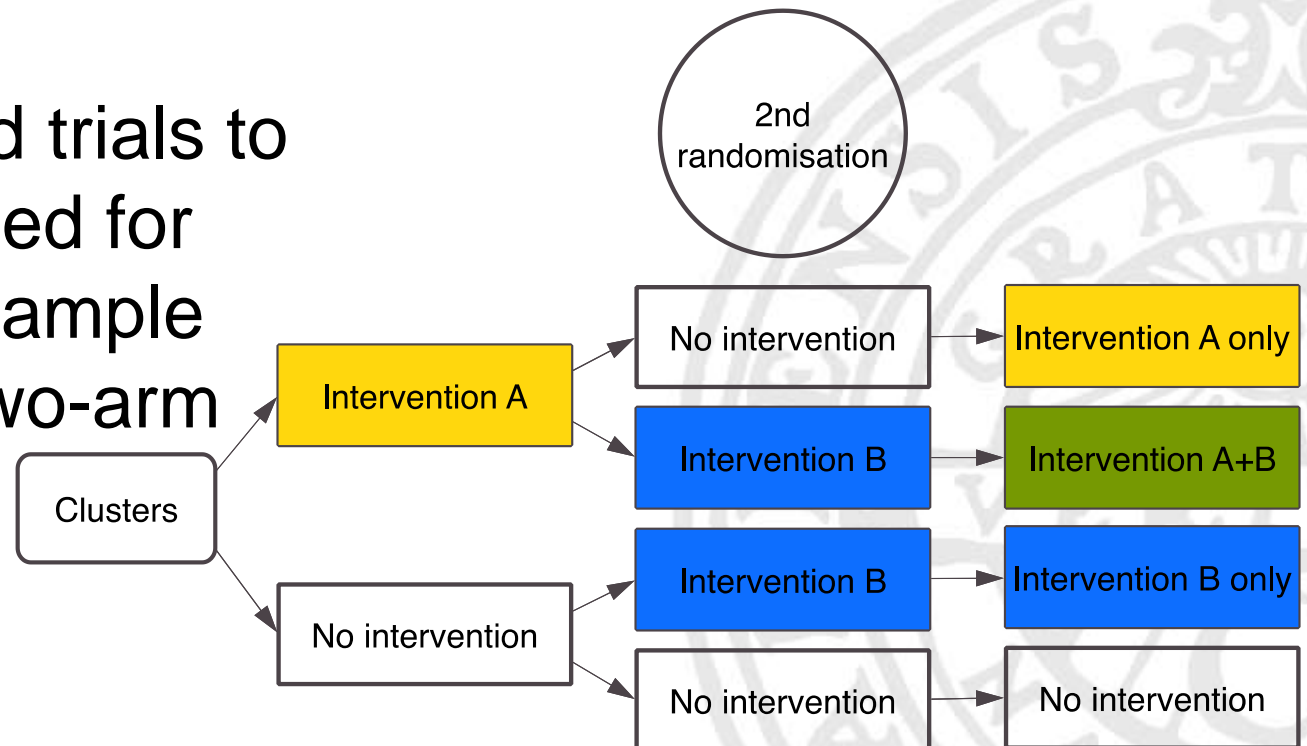 d trials to
ed for
ample
wo-arm
2nd
randomisation
Clusters
Intervention A
No intervention
No intervention
Intervention B
Intervention B
No intervention
Intervention A only
Intervention A+B
Intervention B only
No intervention